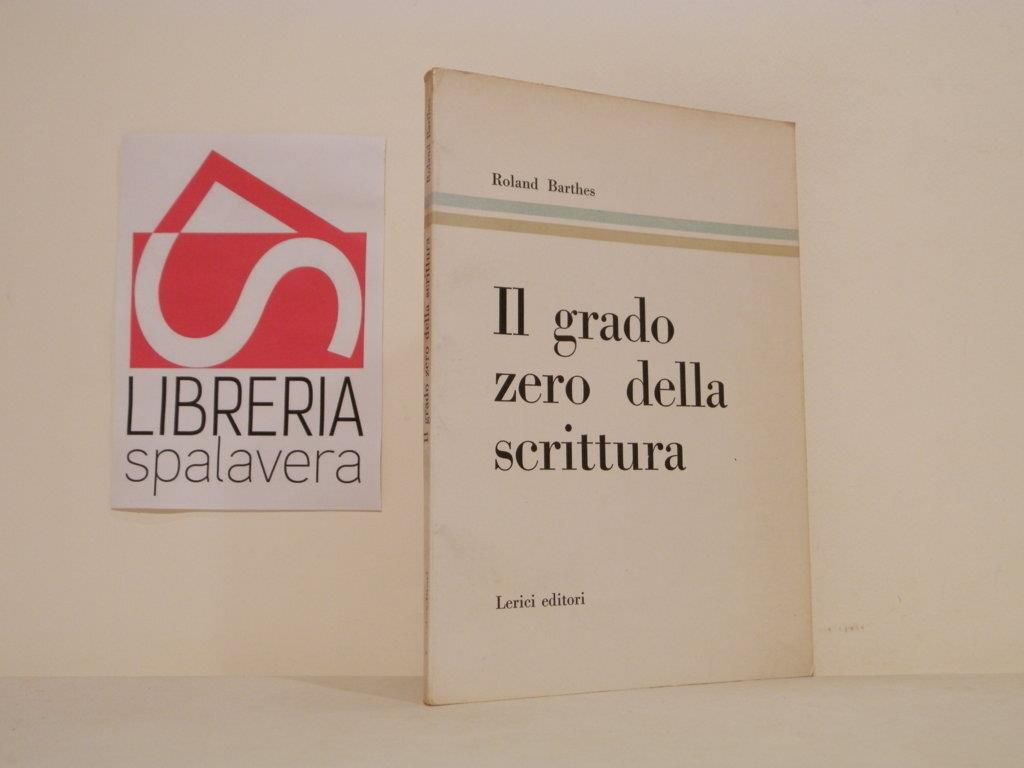 LIBRERIA
spalavera
Roland Barthes
Il grado zero della scrittura
Roland Barthes
Il grado
zero della
scrittura
Lerici editori